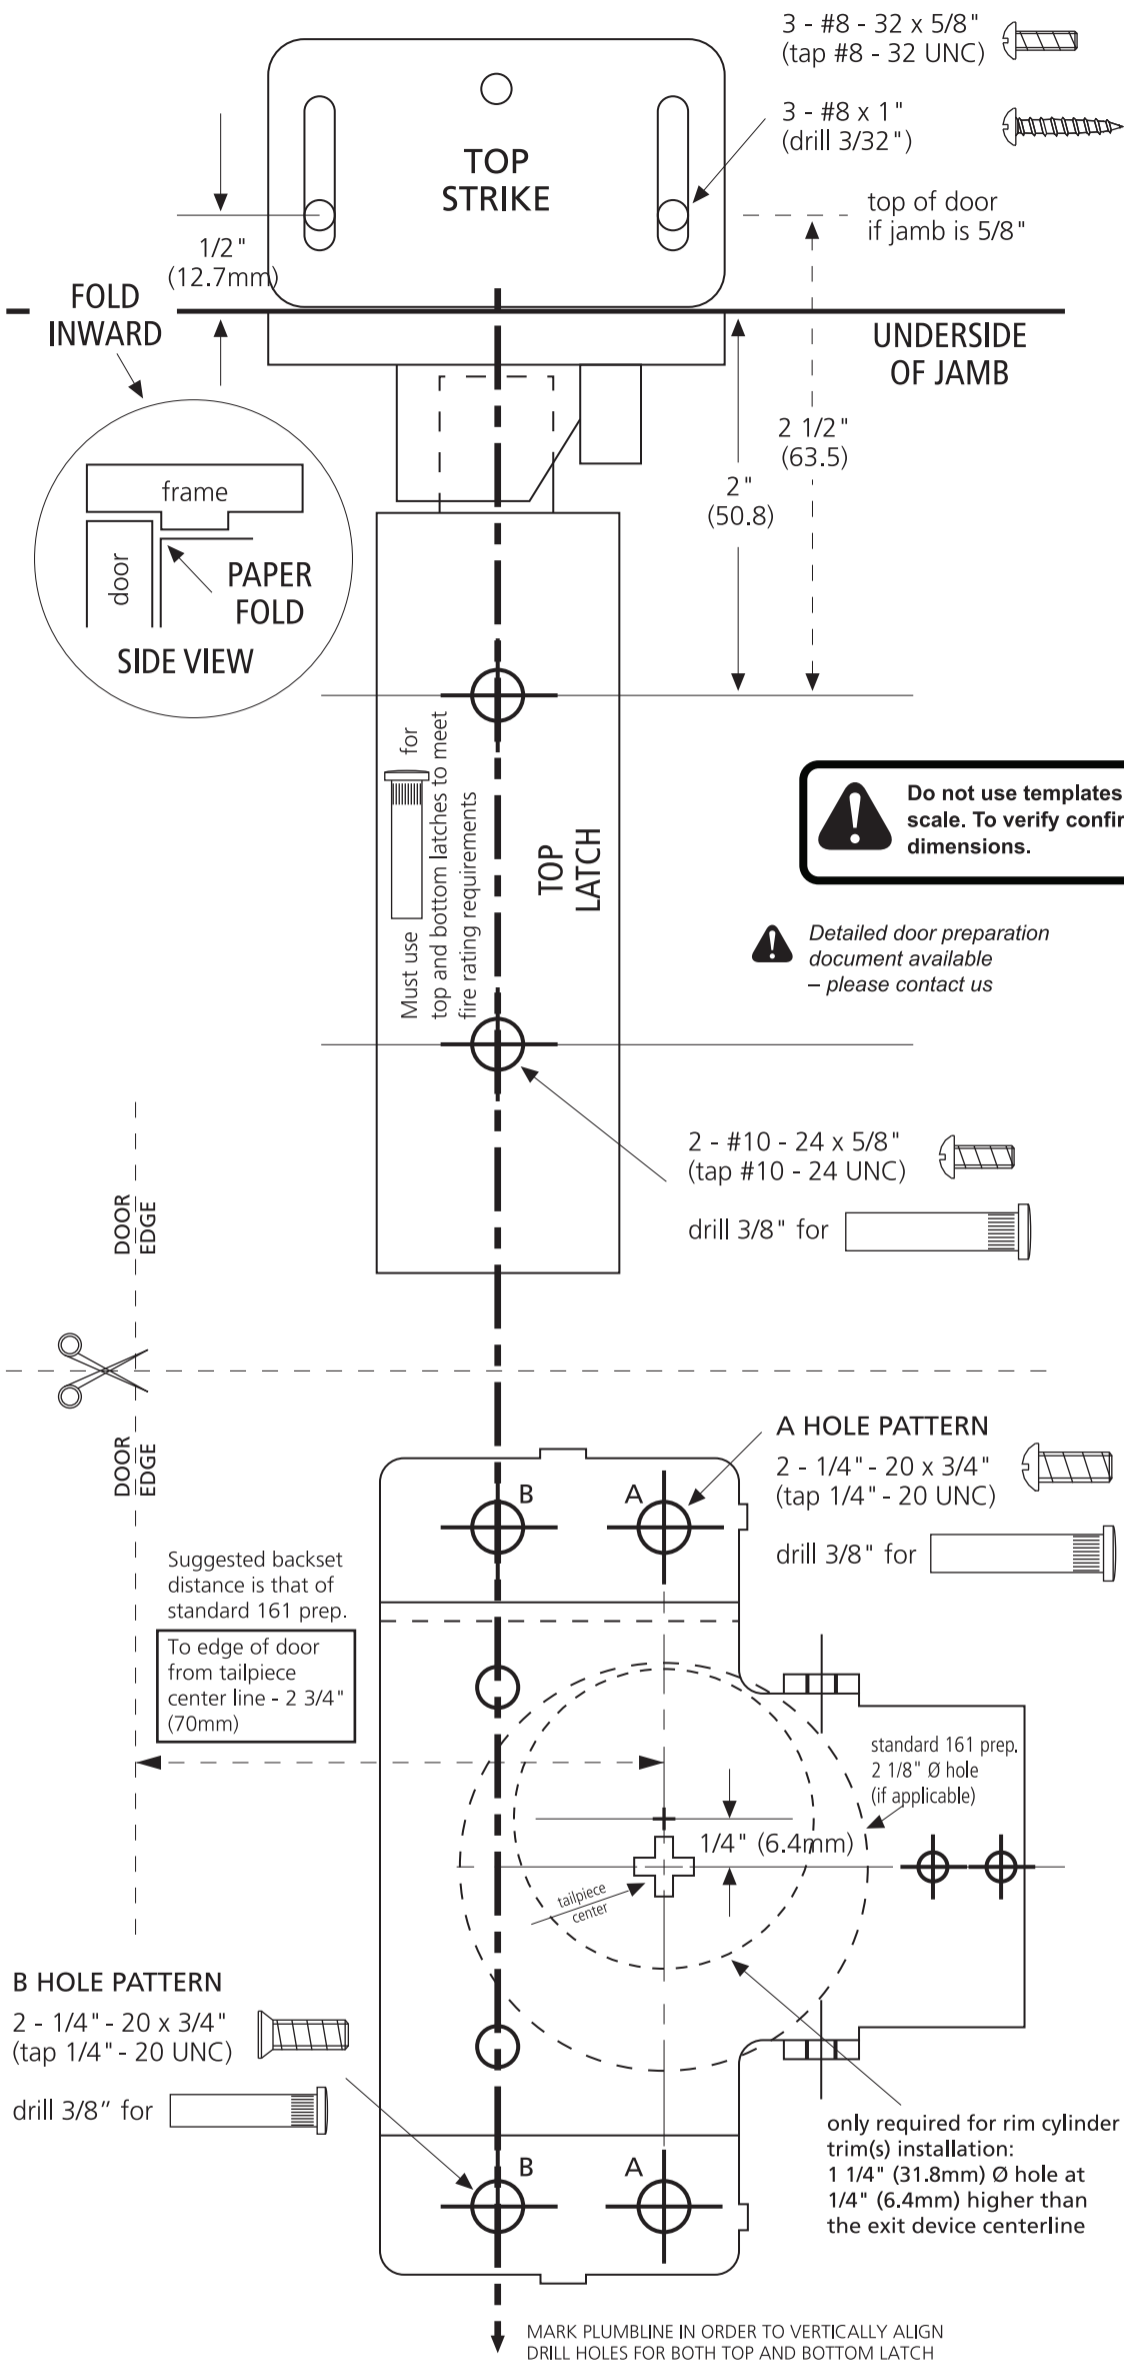 3 - #8 - 32 x 5/8"
(tap #8 - 32 UNC)
3 - #8 x 1"
(drill 3/32")
TOP
STRIKE
top of door
if jamb is 5/8"
1/2"
(12.7mm)
FOLD
INWARD
UNDERSIDE
OF JAMB
2 1/2"
(63.5)
2"
(50.8)
frame
door
PAPER
FOLD
SIDE VIEW
Must use for
top and bottom latches to meet
fire rating requirements
TOP
LATCH
Do not use templates
scale. To verify confir
dimensions.
Detailed door preparation
document available
– please contact us
2 - #10 - 24 x 5/8"
(tap #10 - 24 UNC)
drill 3/8" for
DOOR
EDGE
DOOR
EDGE
A HOLE PATTERN
2 - 1/4" - 20 x 3/4"
(tap 1/4" - 20 UNC)
drill 3/8" for
B
A
Suggested backset
distance is that of
standard 161 prep.
To edge of door
from tailpiece
center line - 2 3/4"
(70mm)
standard 161 prep.
2 1/8" Ø hole
(if applicable)
1/4" (6.4mm)
tailpiece
center
B HOLE PATTERN
2 - 1/4" - 20 x 3/4"
(tap 1/4" - 20 UNC)
drill 3/8” for
B
A
only required for rim cylinder
trim(s) installation:
1 1/4" (31.8mm) Ø hole at
1/4" (6.4mm) higher than
the exit device centerline
MARK PLUMBLINE IN ORDER TO VERTICALLY ALIGN
DRILL HOLES FOR BOTH TOP AND BOTTOM LATCH